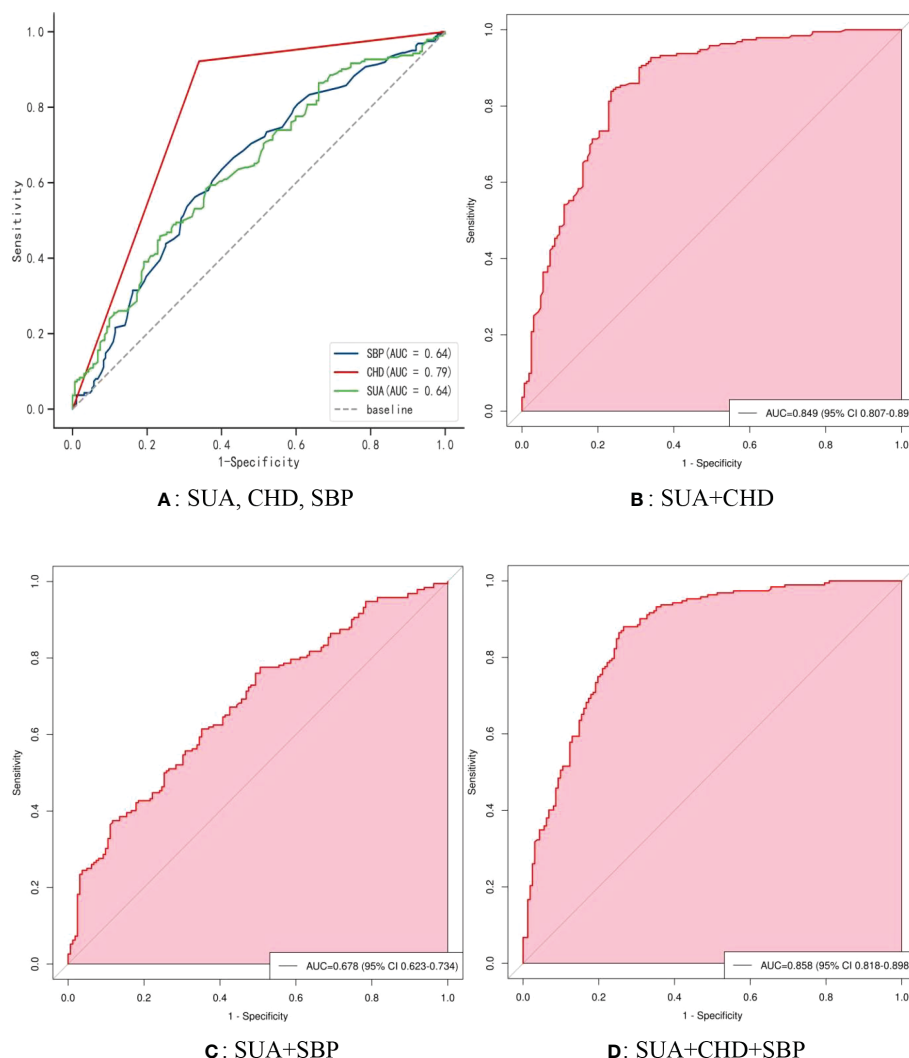 1.0
0.8
0.6
0.4
0.2
0.0
Sensitivity
SBP(AUC = 0.64)
CHD(AUC = 0.79)
SUA(AUC = 0.64)
baseline
0.0 0.2 0.4 0.6 0.8 1.0
1-Specificity
A: SUA, CHD, SBP
1.0
0.8
0.6
0.4
0.2
0.0
Sensitivity
AUC=0.849 (95% CI 0.807-0.89
0.0 0.2 0.4 0.6 0.8 1.0
1 - Specificity
B: SUA+CHD
1.0
0.8
0.6
0.4
0.2
0.0
Sensitivity
AUC=0.678 (95% CI 0.623-0.734)
0.0 0.2 0.4 0.6 0.8 1.0
1 - Specificity
C: SUA+SBP
1.0
0.8
0.6
0.4
0.2
0.0
Sensitivity
AUC=0.858 (95% CI 0.818-0.898
0.0 0.2 0.4 0.6 0.8 1.0
1 - Specificity
D: SUA+CHD+SBP